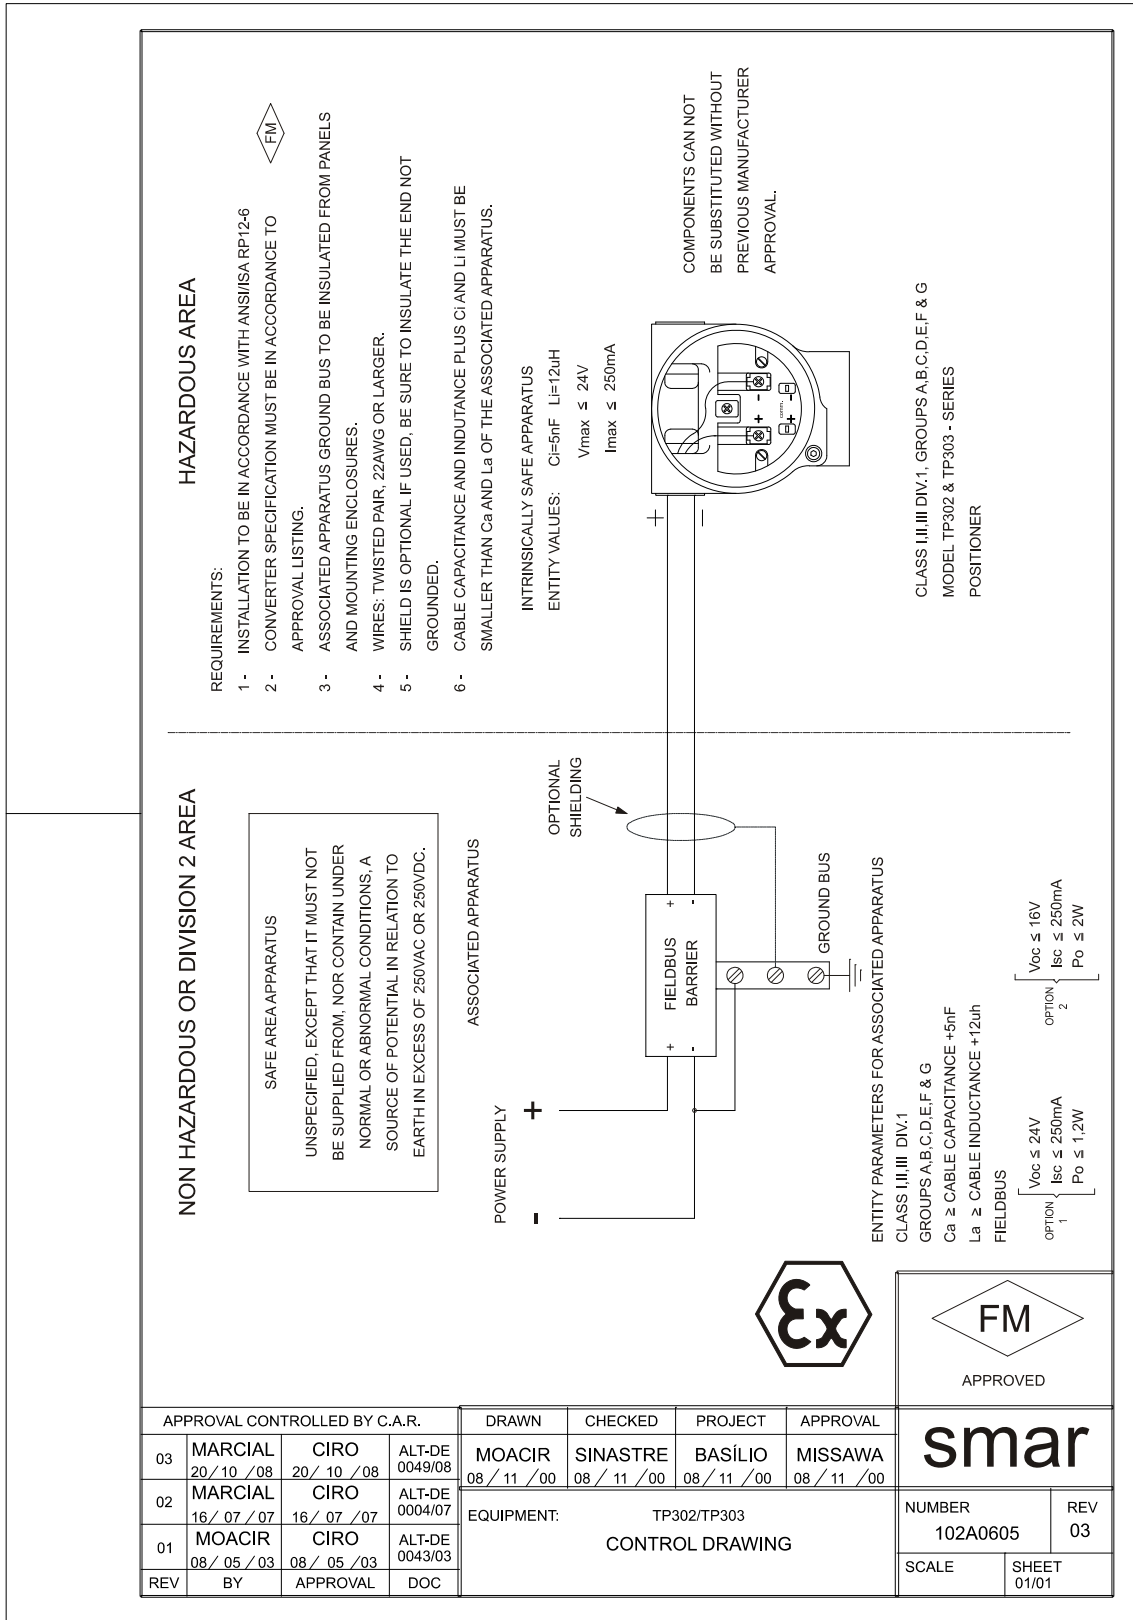 NON HAZARDOUS OR DIVISION 2 AREA
SAFE AREA APPARATUS
UNSPECIFIED, EXCEPT THAT IT MUST NOT
BE SUPPLIED FROM, NOR CONTAIN UNDER
NORMAL OR ABNORMAL CONDITIONS, A
SOURCE OF POTENTIAL IN RELATION TO
EARTH IN EXCESS OF 250VAC OR 250VDC.
ASSOCIATED APPARATUS
POWER SUPPLY
-
+
+
-
FIELDBUS
BARRIER
+
-
OPTIONAL
SHIELDING
GROUND BUS
ENTITY PARAMETERS FOR ASSOCIATED APPARATUS
CLASS I,II,III DIV.1
GROUPS A,B,C,D,E,F & G
Ca ≥ CABLE CAPACITANCE +5nF
La ≥ CABLE INDUCTANCE +12uh
FIELDBUS
OPTION
1
Voc ≤ 24V
Isc ≤ 250mA
Po ≤ 1,2W
OPTION
2
Voc ≤ 16V
Isc ≤ 250mA
Po ≤ 2W
HAZARDOUS AREA
REQUIREMENTS:
1 - INSTALLATION TO BE IN ACCORDANCE WITH ANSI/ISA RP12-6
2 - CONVERTER SPECIFICATION MUST BE IN ACCORDANCE TO
FM
APPROVAL LISTING.
3 - ASSOCIATED APPARATUS GROUND BUS TO BE INSULATED FROM PANELS
AND MOUNTING ENCLOSURES.
4 - WIRES: TWISTED PAIR, 22AWG OR LARGER.
5 - SHIELD IS OPTIONAL IF USED, BE SURE TO INSULATE THE END NOT
GROUNDED.
6 - CABLE CAPACITANCE AND INDUTANCE PLUS Ci AND Li MUST BE
SMALLER THAN Ca AND La OF THE ASSOCIATED APPARATUS.
INTRINSICALLY SAFE APPARATUS
ENTITY VALUES: Ci=5nF Li=12uH
Vmax ≤ 24V
Imax ≤ 250mA
+
-
+ -
comm.
+ -
COMPONENTS CAN NOT
BE SUBSTITUTED WITHOUT
PREVIOUS MANUFACTURER
APPROVAL.
CLASS I,II,III DIV.1, GROUPS A,B,C,D,E,F & G
MODEL TP302 & TP303 - SERIES
POSITIONER
Ex
FM
APPROVED
APPROVAL CONTROLLED BY C.A.R.
03 MARCIAL 20/10/08 CIRO 20/10/08 ALT-DE 0049/08
02 MARCIAL 16/07/07 CIRO 16/07/07 ALT-DE 0004/07
01 MOACIR 08/05/03 CIRO 08/05/03 ALT-DE 0043/03
REV BY APPROVAL DOC
DRAWN CHECKED PROJECT APPROVAL
MOACIR SINASTRE BASÍLIO MISSAWA
08/11/00 08/11/00 08/11/00 08/11/00
EQUIPMENT: TP302/TP303
CONTROL DRAWING
smar
NUMBER REV
102A0605 03
SCALE SHEET
01/01